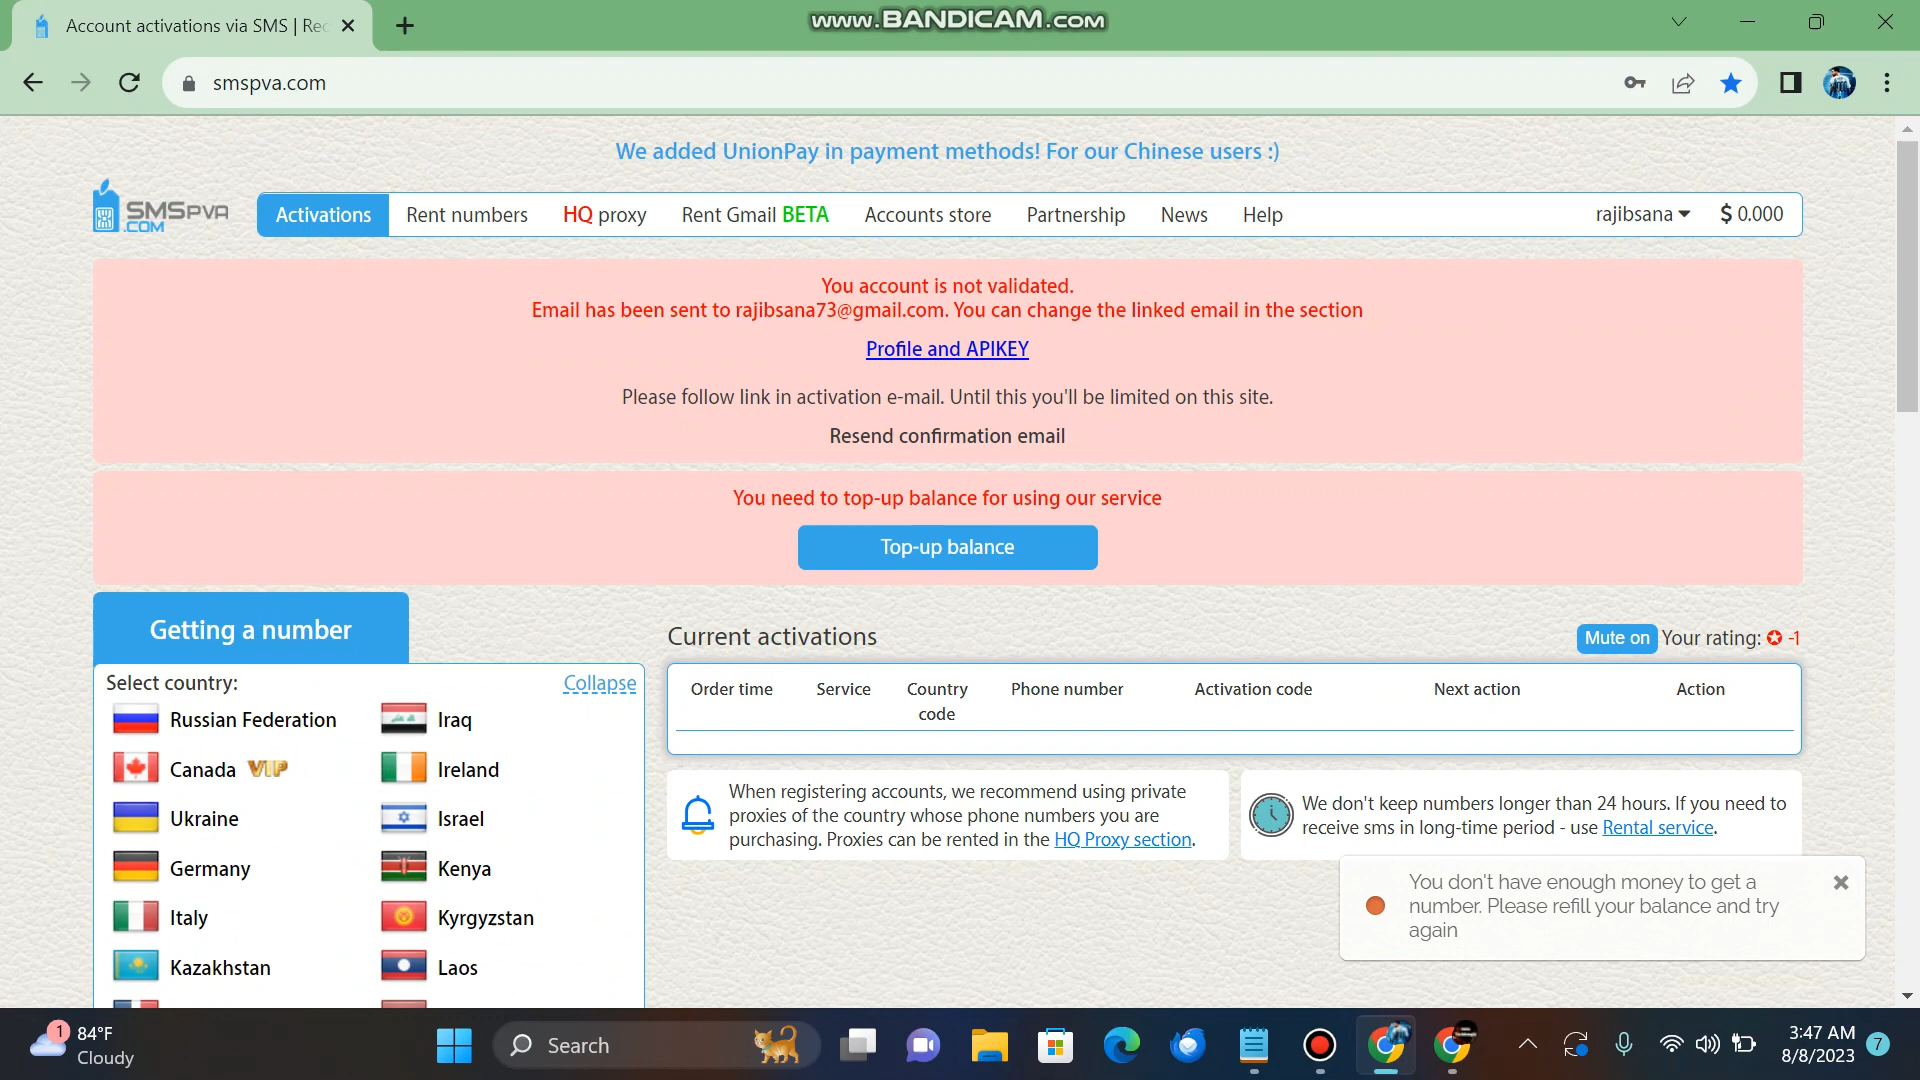 www.BANDICAM.com
Account activations via SMS | Rec
smspva.com
We added UnionPay in payment methods! For our Chinese users :)
SMSPVA
.COM
Activations
Rent numbers
HQ proxy
Rent Gmail BETA
Accounts store
Partnership
News
Help
rajibsana
$ 0.000
You account is not validated.
Email has been sent to rajibsana73@gmail.com. You can change the linked email in the section
Profile and APIKEY
Please follow link in activation e-mail. Until this you'll be limited on this site.
Resend confirmation email
You need to top-up balance for using our service
Top-up balance
Getting a number
Select country:
Collapse
Russian Federation
Iraq
Canada VIP
Ireland
Ukraine
Israel
Germany
Kenya
Italy
Kyrgyzstan
Kazakhstan
Laos
Current activations
Mute on
Your rating: -1
Order time
Service
Country
code
Phone number
Activation code
Next action
Action
When registering accounts, we recommend using private
proxies of the country whose phone numbers you are
purchasing. Proxies can be rented in the HQ Proxy section.
We don't keep numbers longer than 24 hours. If you need to
receive sms in long-time period - use Rental service.
You don't have enough money to get a
number. Please refill your balance and try
again
1
84°F
Cloudy
Search
3:47 AM
8/8/2023
7